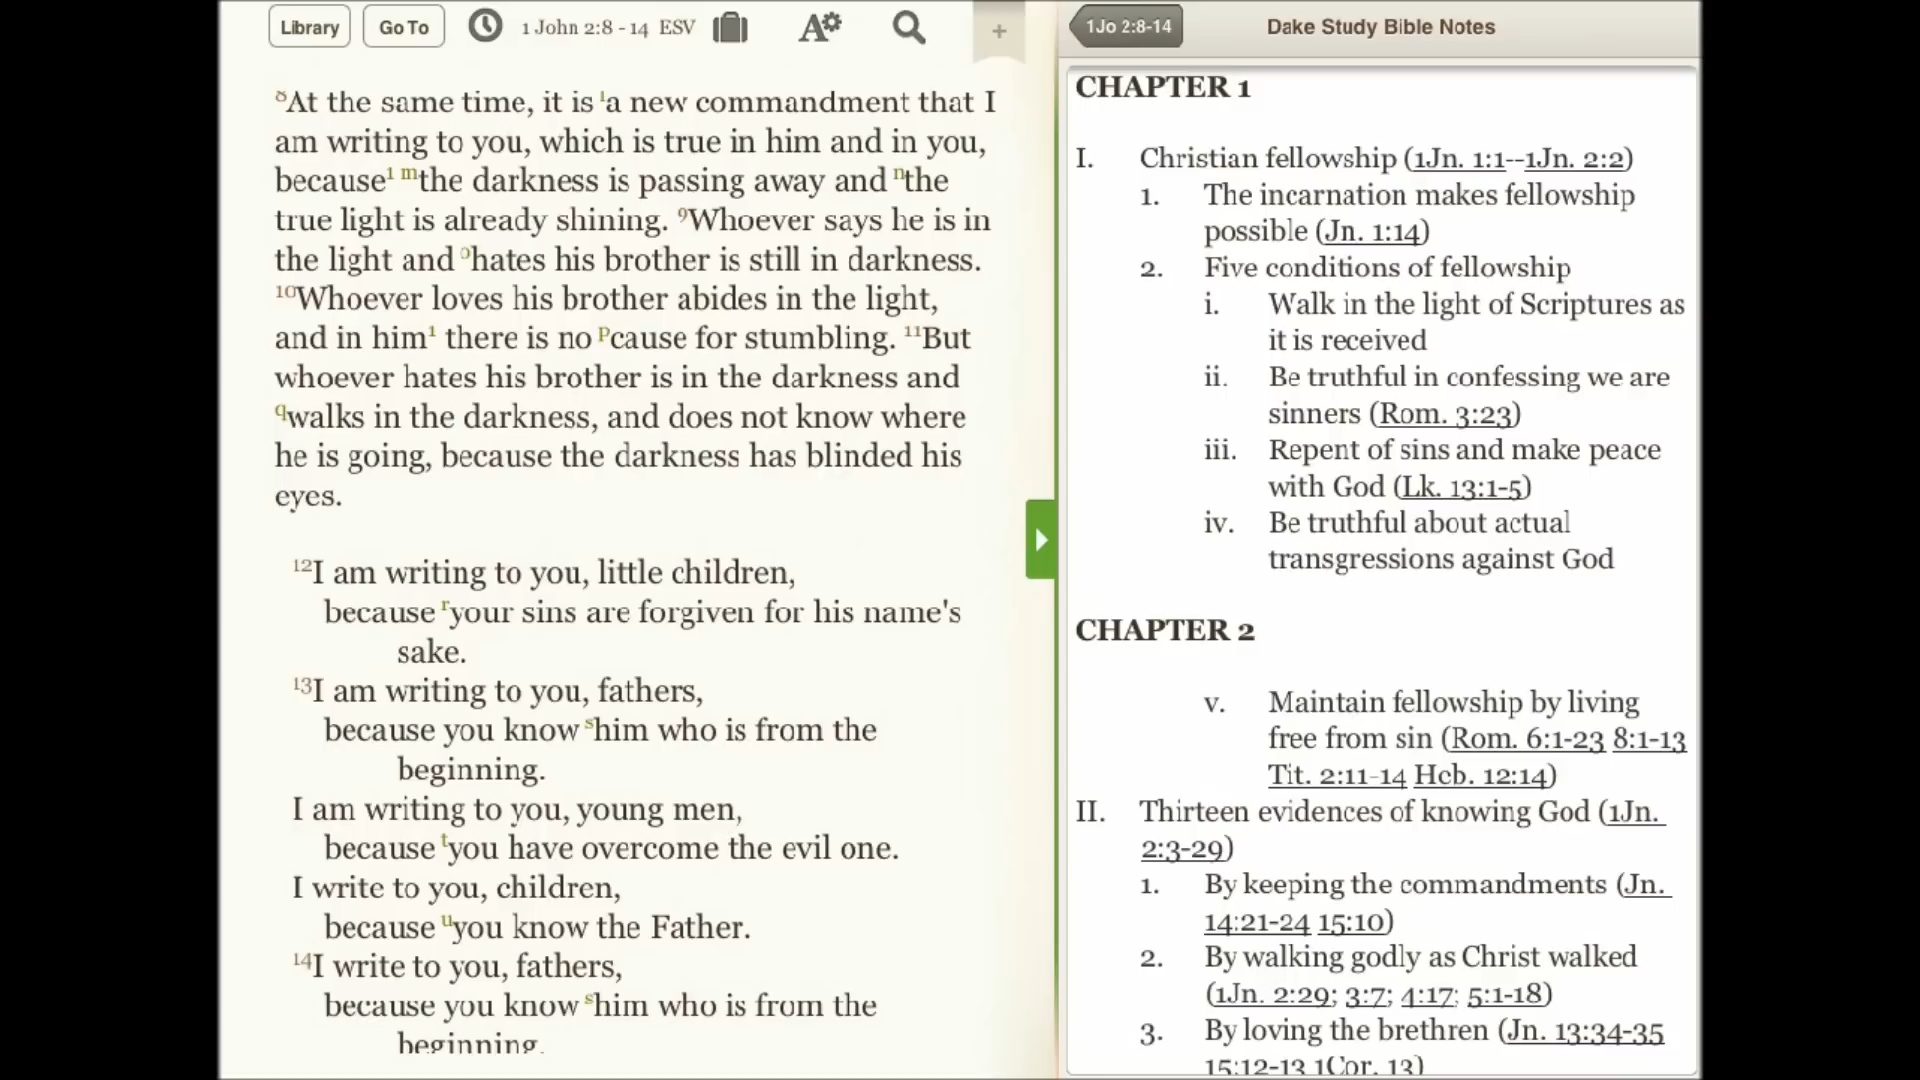 Library Go To 1 John 2:8 - 14 ESV
⁸At the same time, it is ˡa new commandment that I
am writing to you, which is true in him and in you,
because¹ ᵐthe darkness is passing away and ⁿthe
true light is already shining. ⁹Whoever says he is in
the light and ᵒhates his brother is still in darkness.
¹⁰Whoever loves his brother abides in the light,
and in him¹ there is no ᵖcause for stumbling. ¹¹But
whoever hates his brother is in the darkness and
qwalks in the darkness, and does not know where
he is going, because the darkness has blinded his
eyes.
¹²I am writing to you, little children,
because ʳyour sins are forgiven for his name's
sake.
¹³I am writing to you, fathers,
because you know ˢhim who is from the
beginning.
I am writing to you, young men,
because ᵗyou have overcome the evil one.
I write to you, children,
because ᵘyou know the Father.
¹⁴I write to you, fathers,
because you know ˢhim who is from the
beginning.
1Jo 2:8-14 Dake Study Bible Notes
CHAPTER 1
I. Christian fellowship (1Jn. 1:1--1Jn. 2:2)
1. The incarnation makes fellowship
possible (Jn. 1:14)
2. Five conditions of fellowship
i. Walk in the light of Scriptures as
it is received
ii. Be truthful in confessing we are
sinners (Rom. 3:23)
iii. Repent of sins and make peace
with God (Lk. 13:1-5)
iv. Be truthful about actual
transgressions against God
CHAPTER 2
v. Maintain fellowship by living
free from sin (Rom. 6:1-23 8:1-13
Tit. 2:11-14 Heb. 12:14)
II. Thirteen evidences of knowing God (1Jn.
2:3-29)
1. By keeping the commandments (Jn.
14:21-24 15:10)
2. By walking godly as Christ walked
(1Jn. 2:29; 3:7; 4:17; 5:1-18)
3. By loving the brethren (Jn. 13:34-35
15:12-13 1Cor. 13)